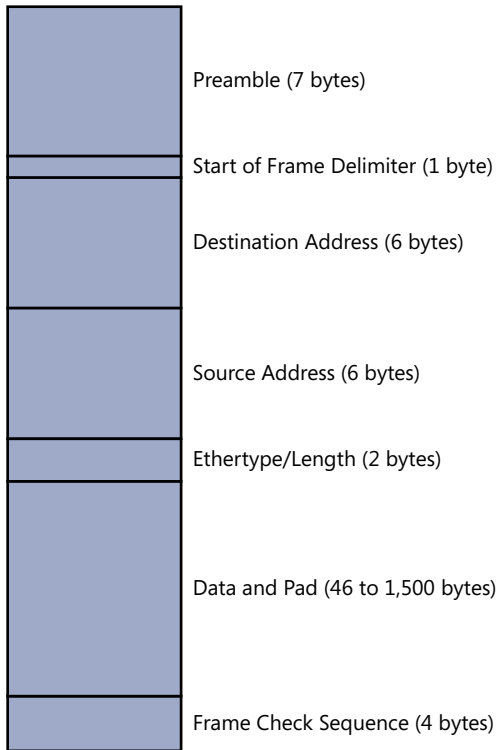 Preamble (7 bytes)
Start of Frame Delimiter (1 byte)
Destination Address (6 bytes)
Source Address (6 bytes)
Ethertype/Length (2 bytes)
Data and Pad (46 to 1,500 bytes)
Frame Check Sequence (4 bytes)